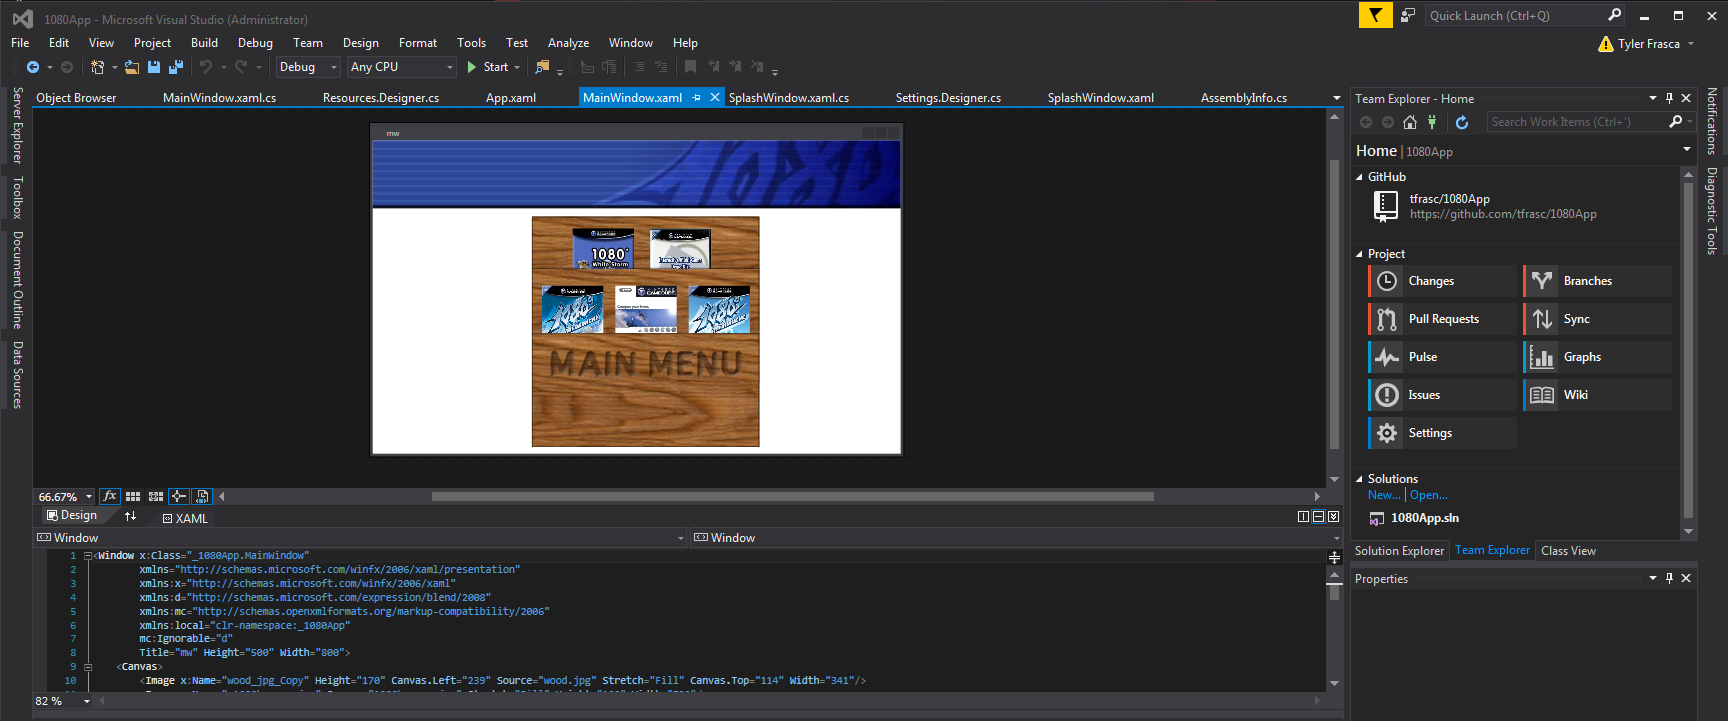 1080App - Microsoft Visual Studio (Administrator)
Quick Launch (Ctrl+Q)
File Edit View Project Build Debug Team Design Format Tools Test Analyze Window Help
Tyler Frasca
Debug Any CPU Start
Server Explorer
Toolbox
Document Outline
Data Sources
Object Browser MainWindow.xaml.cs Resources.Designer.cs App.xaml MainWindow.xaml SplashWindow.xaml.cs Settings.Designer.cs SplashWindow.xaml AssemblyInfo.cs
mw
1080°
White Storm
MAIN MENU
66.67%
Design XAML
Window Window
1 <Window x:Class="_1080App.MainWindow"
2 xmlns="http://schemas.microsoft.com/winfx/2006/xaml/presentation"
3 xmlns:x="http://schemas.microsoft.com/winfx/2006/xaml"
4 xmlns:d="http://schemas.microsoft.com/expression/blend/2008"
5 xmlns:mc="http://schemas.openxmlformats.org/markup-compatibility/2006"
6 xmlns:local="clr-namespace:_1080App"
7 mc:Ignorable="d"
8 Title="mw" Height="500" Width="800">
9 <Canvas>
10 <Image x:Name="wood_jpg_Copy" Height="170" Canvas.Left="239" Source="wood.jpg" Stretch="Fill" Canvas.Top="114" Width="341"/>
82 %
Team Explorer - Home
Search Work Items (Ctrl+')
Home | 1080App
GitHub
tfrasc/1080App
https://github.com/tfrasc/1080App
Project
Changes Branches
Pull Requests Sync
Pulse Graphs
Issues Wiki
Settings
Solutions
New... | Open...
1080App.sln
Solution Explorer Team Explorer Class View
Properties
Notifications
Diagnostic Tools